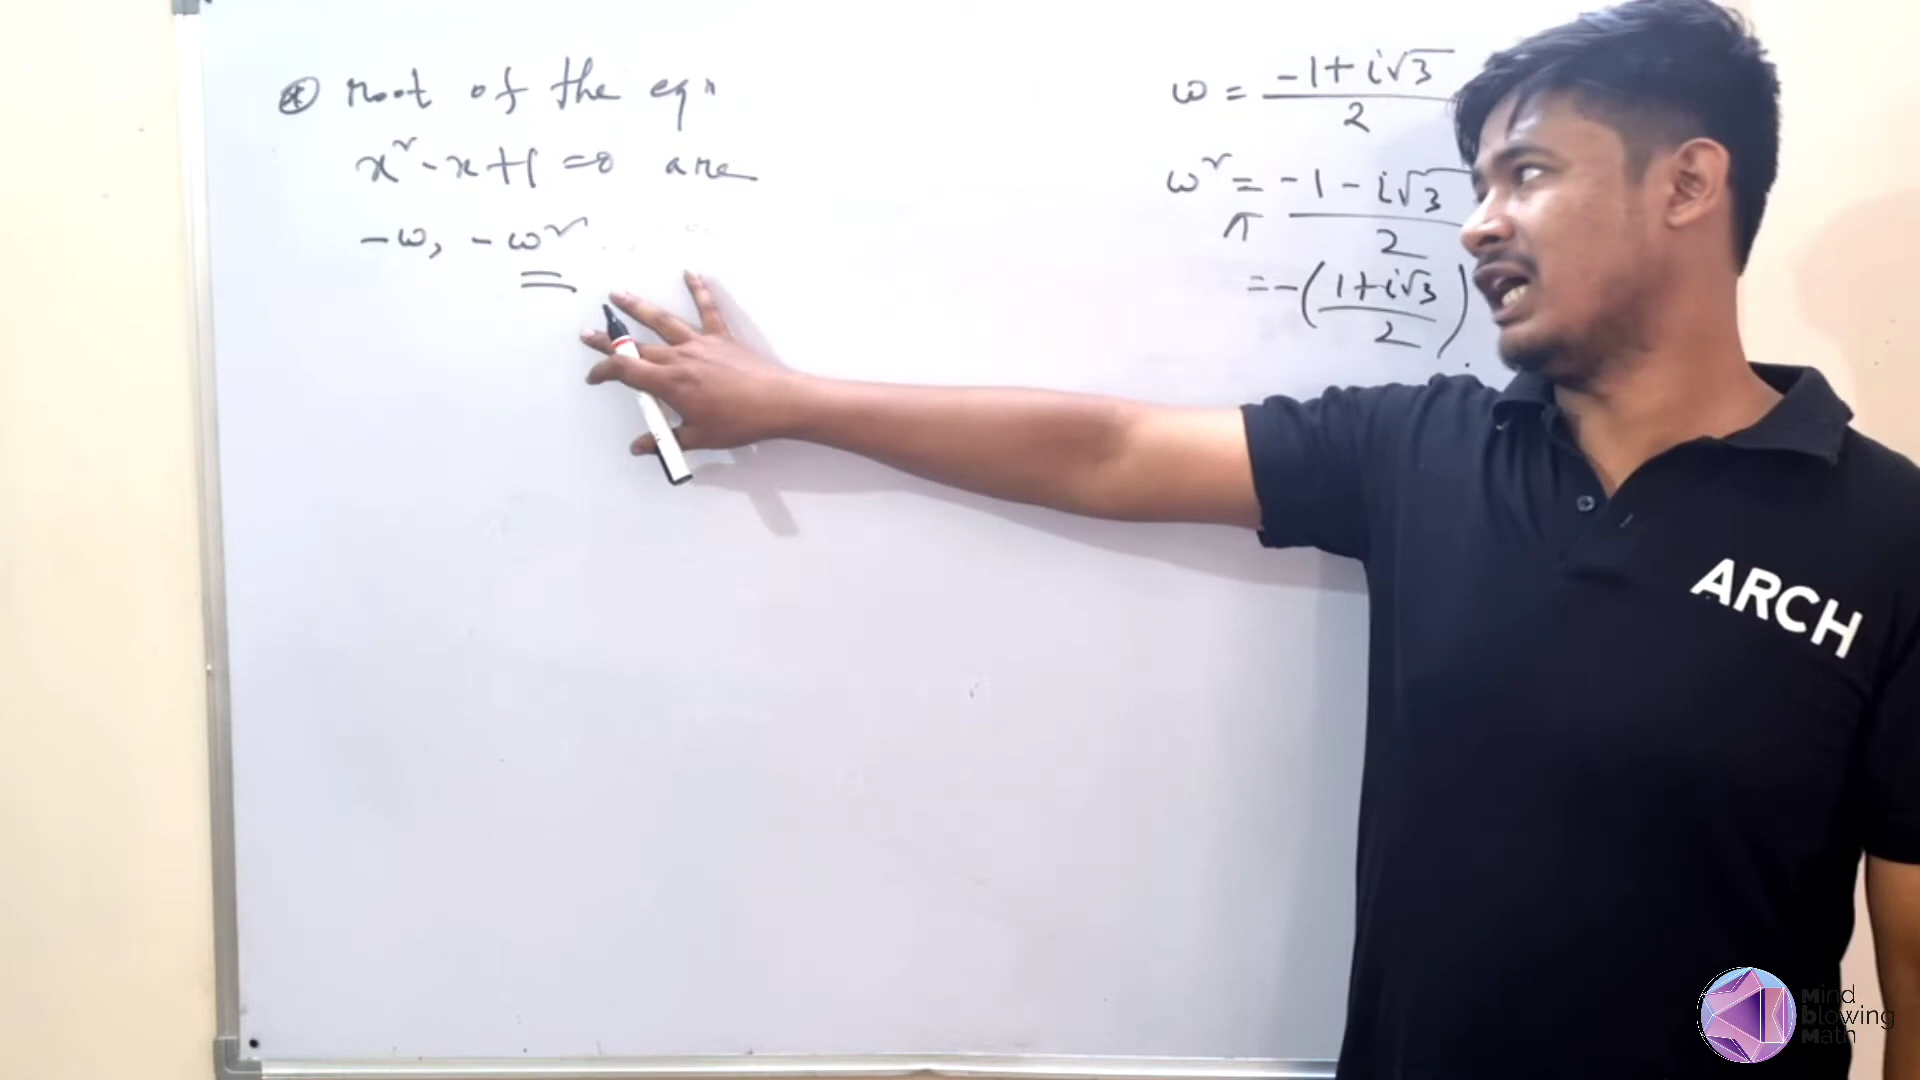 ⊛ root of the eqn
x² - x + 1 = 0 are
-ω, -ω²
ω = (-1 + i√3)/2
ω² = (-1 - i√3)/2
= -((1 + i√3)/2).
ARCH
Mind
blowing
Math